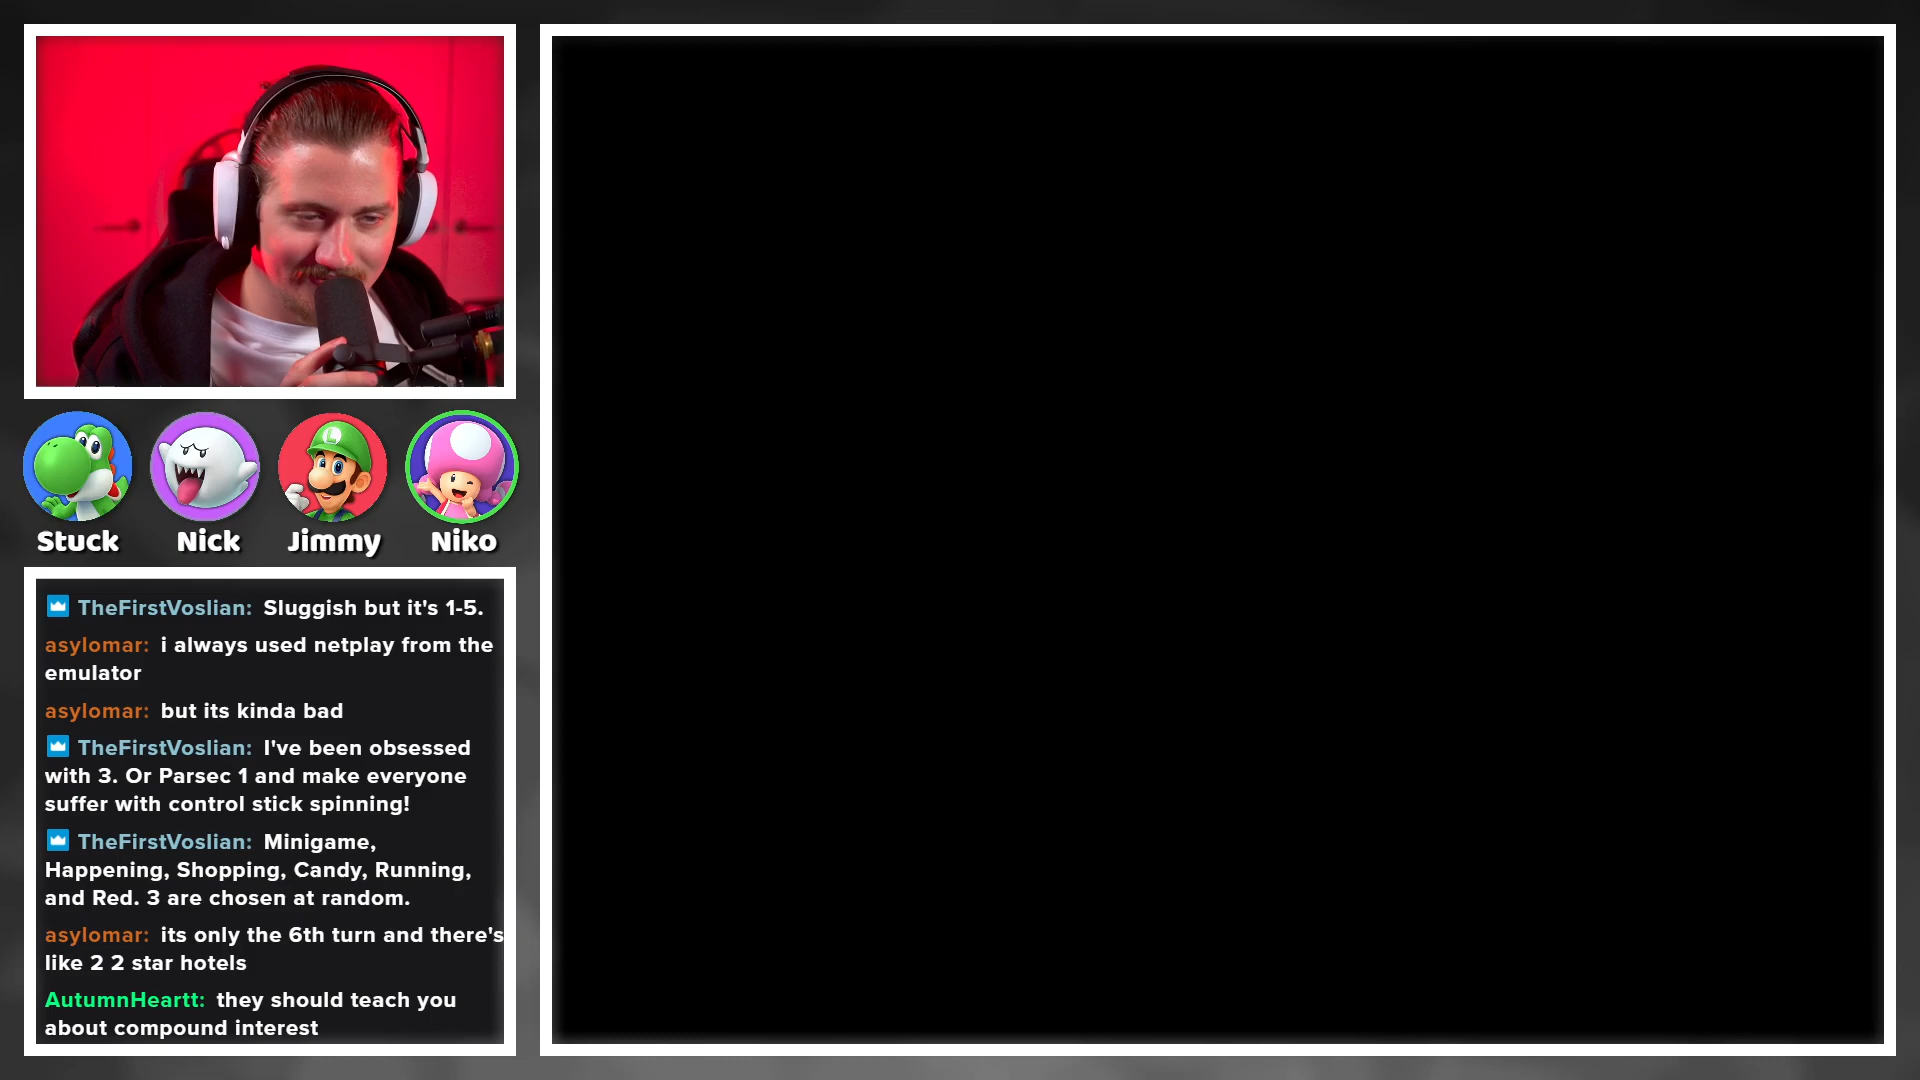 Stuck Nick Jimmy Niko
TheFirstVoslian: Sluggish but it's 1-5.
asylomar: i always used netplay from the
emulator
asylomar: but its kinda bad
TheFirstVoslian: I've been obsessed
with 3. Or Parsec 1 and make everyone
suffer with control stick spinning!
TheFirstVoslian: Minigame,
Happening, Shopping, Candy, Running,
and Red. 3 are chosen at random.
asylomar: its only the 6th turn and there's
like 2 2 star hotels
AutumnHeartt: they should teach you
about compound interest